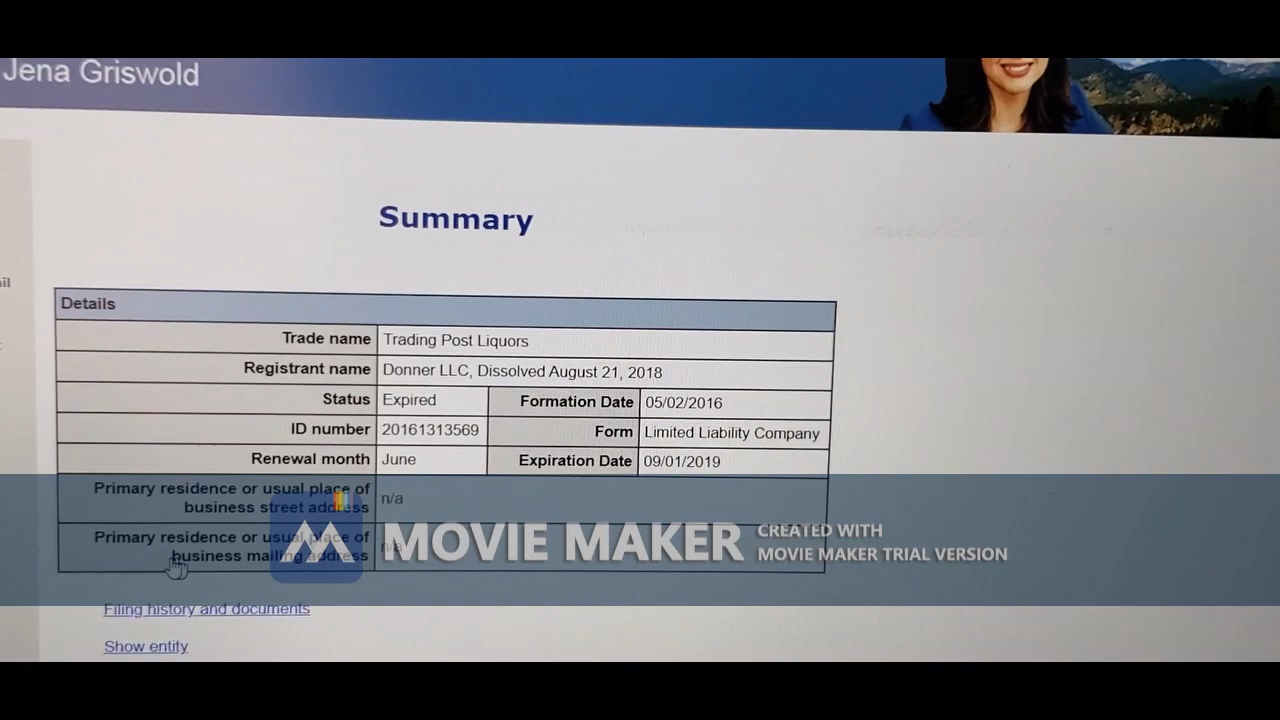 Jena Griswold
Summary
Details
Trade name Trading Post Liquors
Registrant name Donner LLC, Dissolved August 21, 2018
Status Expired Formation Date 05/02/2016
ID number 20161313569 Form Limited Liability Company
Renewal month June Expiration Date 09/01/2019
Primary residence or usual place of
business street address n/a
Primary residence or usual place of
business mailing address n/a
MOVIE MAKER
CREATED WITH
MOVIE MAKER TRIAL VERSION
Filing history and documents
Show entity